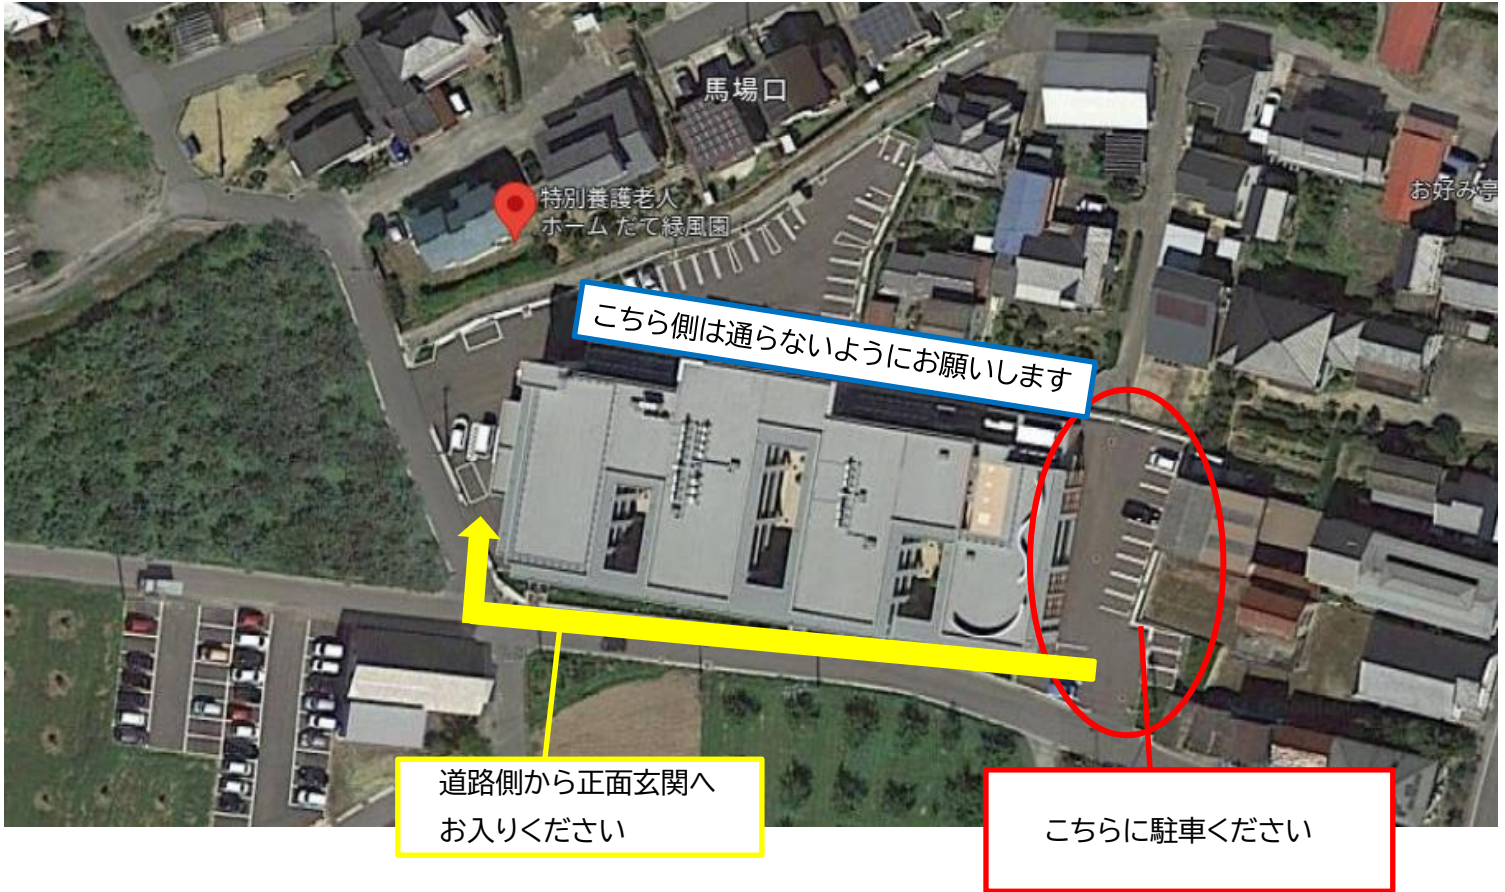 馬場口
特別養護老人
ホーム だて緑風園
お好み亭
こちら側は通らないようにお願いします
道路側から正面玄関へ
お入りください
こちらに駐車ください